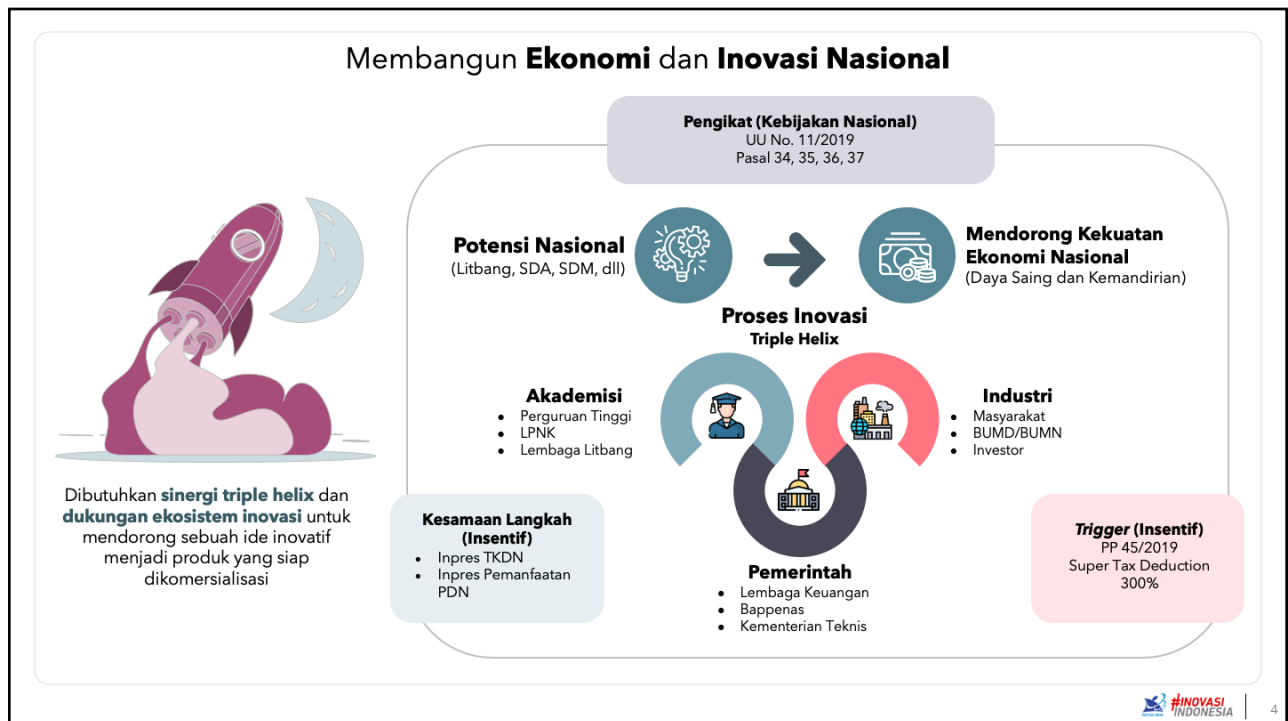 Membangun Ekonomi dan Inovasi Nasional
Pengikat (Kebijakan Nasional)
UU No. 11/2019
Pasal 34, 35, 36, 37
Potensi Nasional
(Litbang, SDA, SDM, dll)
Mendorong Kekuatan
Ekonomi Nasional
(Daya Saing dan Kemandirian)
Proses Inovasi
Triple Helix
Akademisi
• Perguruan Tinggi
• LPNK
• Lembaga Litbang
Industri
• Masyarakat
• BUMD/BUMN
• Investor
Dibutuhkan sinergi triple helix dan
dukungan ekosistem inovasi untuk
mendorong sebuah ide inovatif
menjadi produk yang siap
dikomersialisasi
Kesamaan Langkah
(Insentif)
• Inpres TKDN
• Inpres Pemanfaatan
PDN
Pemerintah
• Lembaga Keuangan
• Bappenas
• Kementerian Teknis
Trigger (Insentif)
PP 45/2019
Super Tax Deduction
300%
#INOVASI
INDONESIA
4